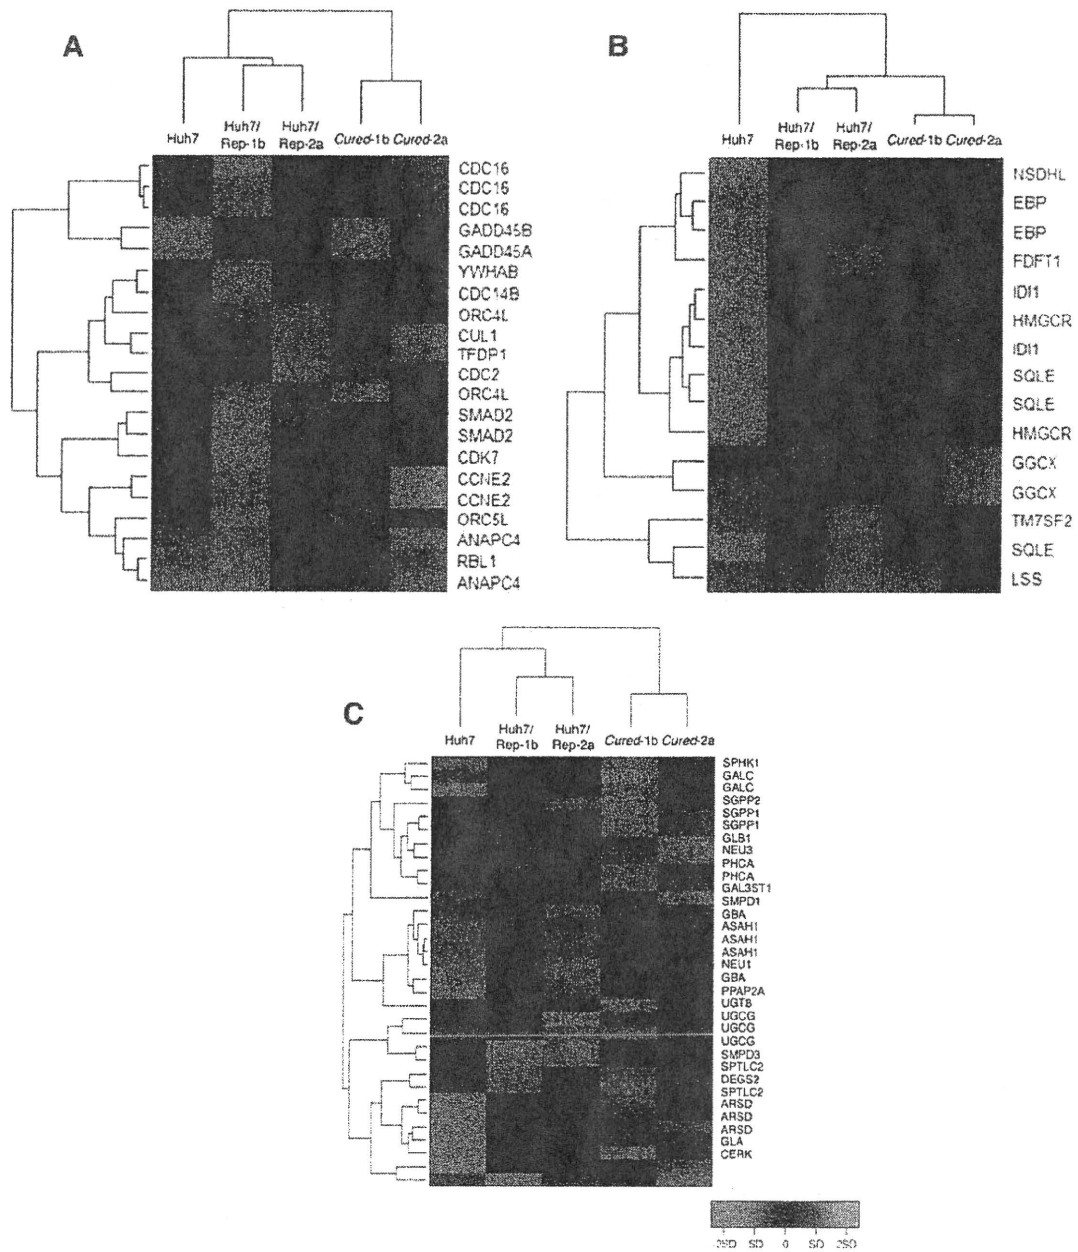 A
Huh7
Huh7/
Rep-1b
Huh7/
Rep-2a
Cured-1b
Cured-2a
CDC16
CDC16
CDC16
GADD45B
GADD45A
YWHAB
CDC14B
ORC4L
CUL1
TFDP1
CDC2
ORC4L
SMAD2
SMAD2
CDK7
CCNE2
CCNE2
ORC5L
ANAPC4
RBL1
ANAPC4
B
Huh7
Huh7/
Rep-1b
Huh7/
Rep-2a
Cured-1b
Cured-2a
NSDHL
EBP
EBP
FDFT1
IDI1
HMGCR
IDI1
SQLE
SQLE
HMGCR
GGCX
GGCX
TM7SF2
SQLE
LSS
C
Huh7
Huh7/
Rep-1b
Huh7/
Rep-2a
Cured-1b
Cured-2a
SPHK1
GALC
GALC
SGPP2
SGPP1
SGPP1
GLB1
NEU3
PHCA
PHCA
GAL3ST1
SMPD1
GBA
ASAH1
ASAH1
ASAH1
NEU1
GBA
PPAP2A
UGT8
UGCG
UGCG
UGCG
SMPD3
SPTLC2
DEGS2
SPTLC2
ARSD
ARSD
ARSD
GLA
CERK
-2SD SD 0 SD 2SD